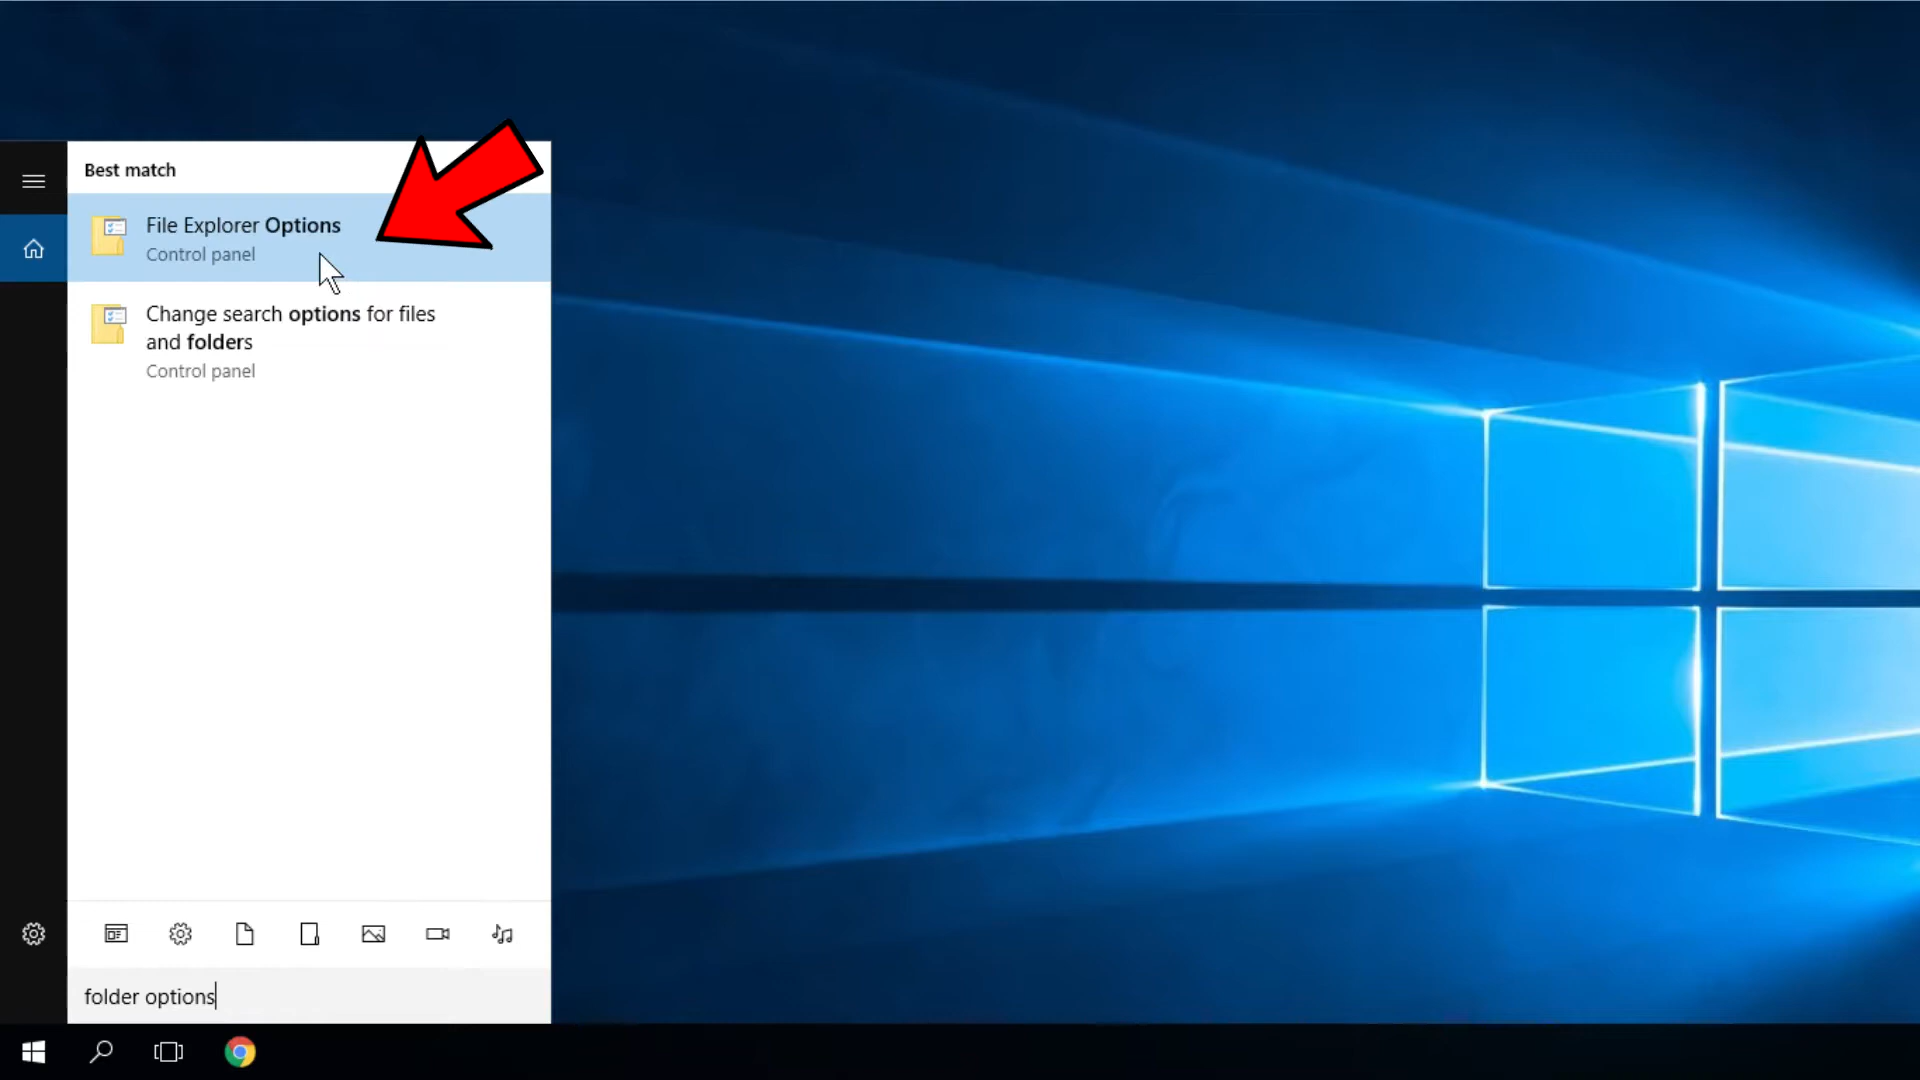 Best match
File Explorer Options
Control panel
Change search options for files
and folders
Control panel
folder options